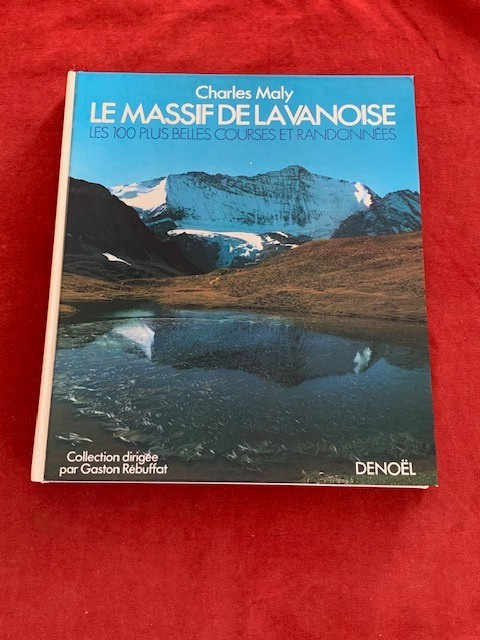 Charles Maly
LE MASSIF DE LA VANOISE
LES 100 PLUS BELLES COURSES ET RANDONNÉES
Collection dirigée
par Gaston Rébuffat
DENOËL